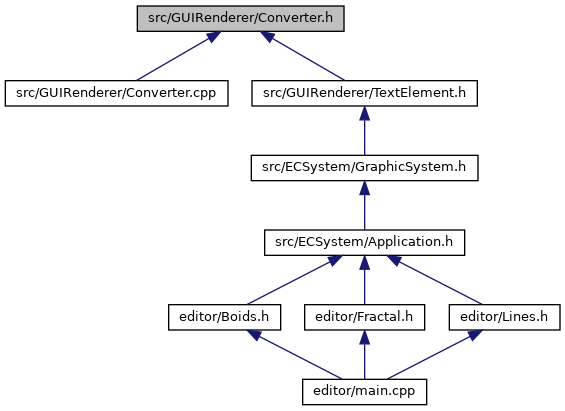 src/GUIRenderer/Converter.h
src/GUIRenderer/Converter.cpp
src/GUIRenderer/TextElement.h
src/ECSystem/GraphicSystem.h
src/ECSystem/Application.h
editor/Boids.h
editor/Fractal.h
editor/Lines.h
editor/main.cpp